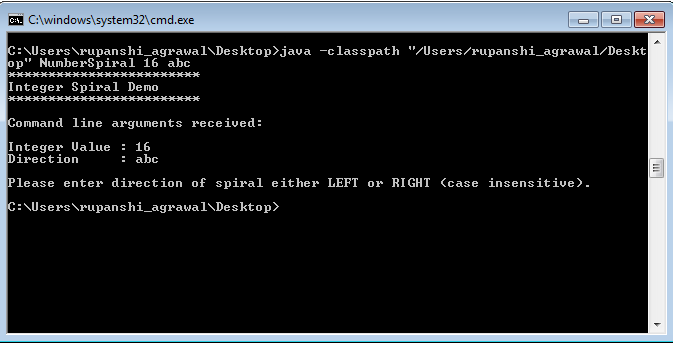 C:\windows\system32\cmd.exe
C:\Users\rupanshi_agrawal\Desktop>java -classpath "/Users/rupanshi_agrawal/Deskt
op" NumberSpiral 16 abc
************************
Integer Spiral Demo
************************
Command line arguments received:
Integer Value : 16
Direction     : abc
Please enter direction of spiral either LEFT or RIGHT (case insensitive).
C:\Users\rupanshi_agrawal\Desktop>